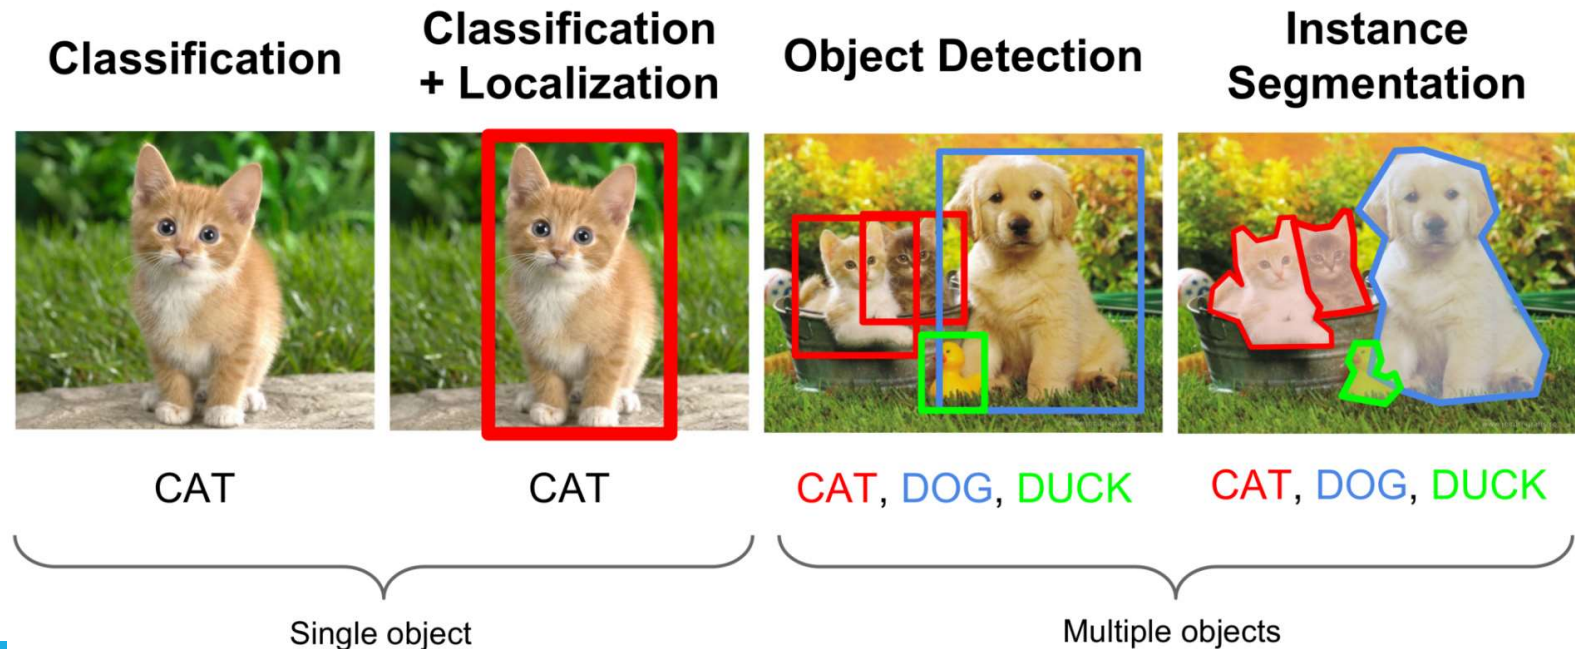 Classification
Classification
+ Localization
Object Detection
Instance
Segmentation
CAT
CAT
CAT, DOG, DUCK
CAT, DOG, DUCK
Single object
Multiple objects